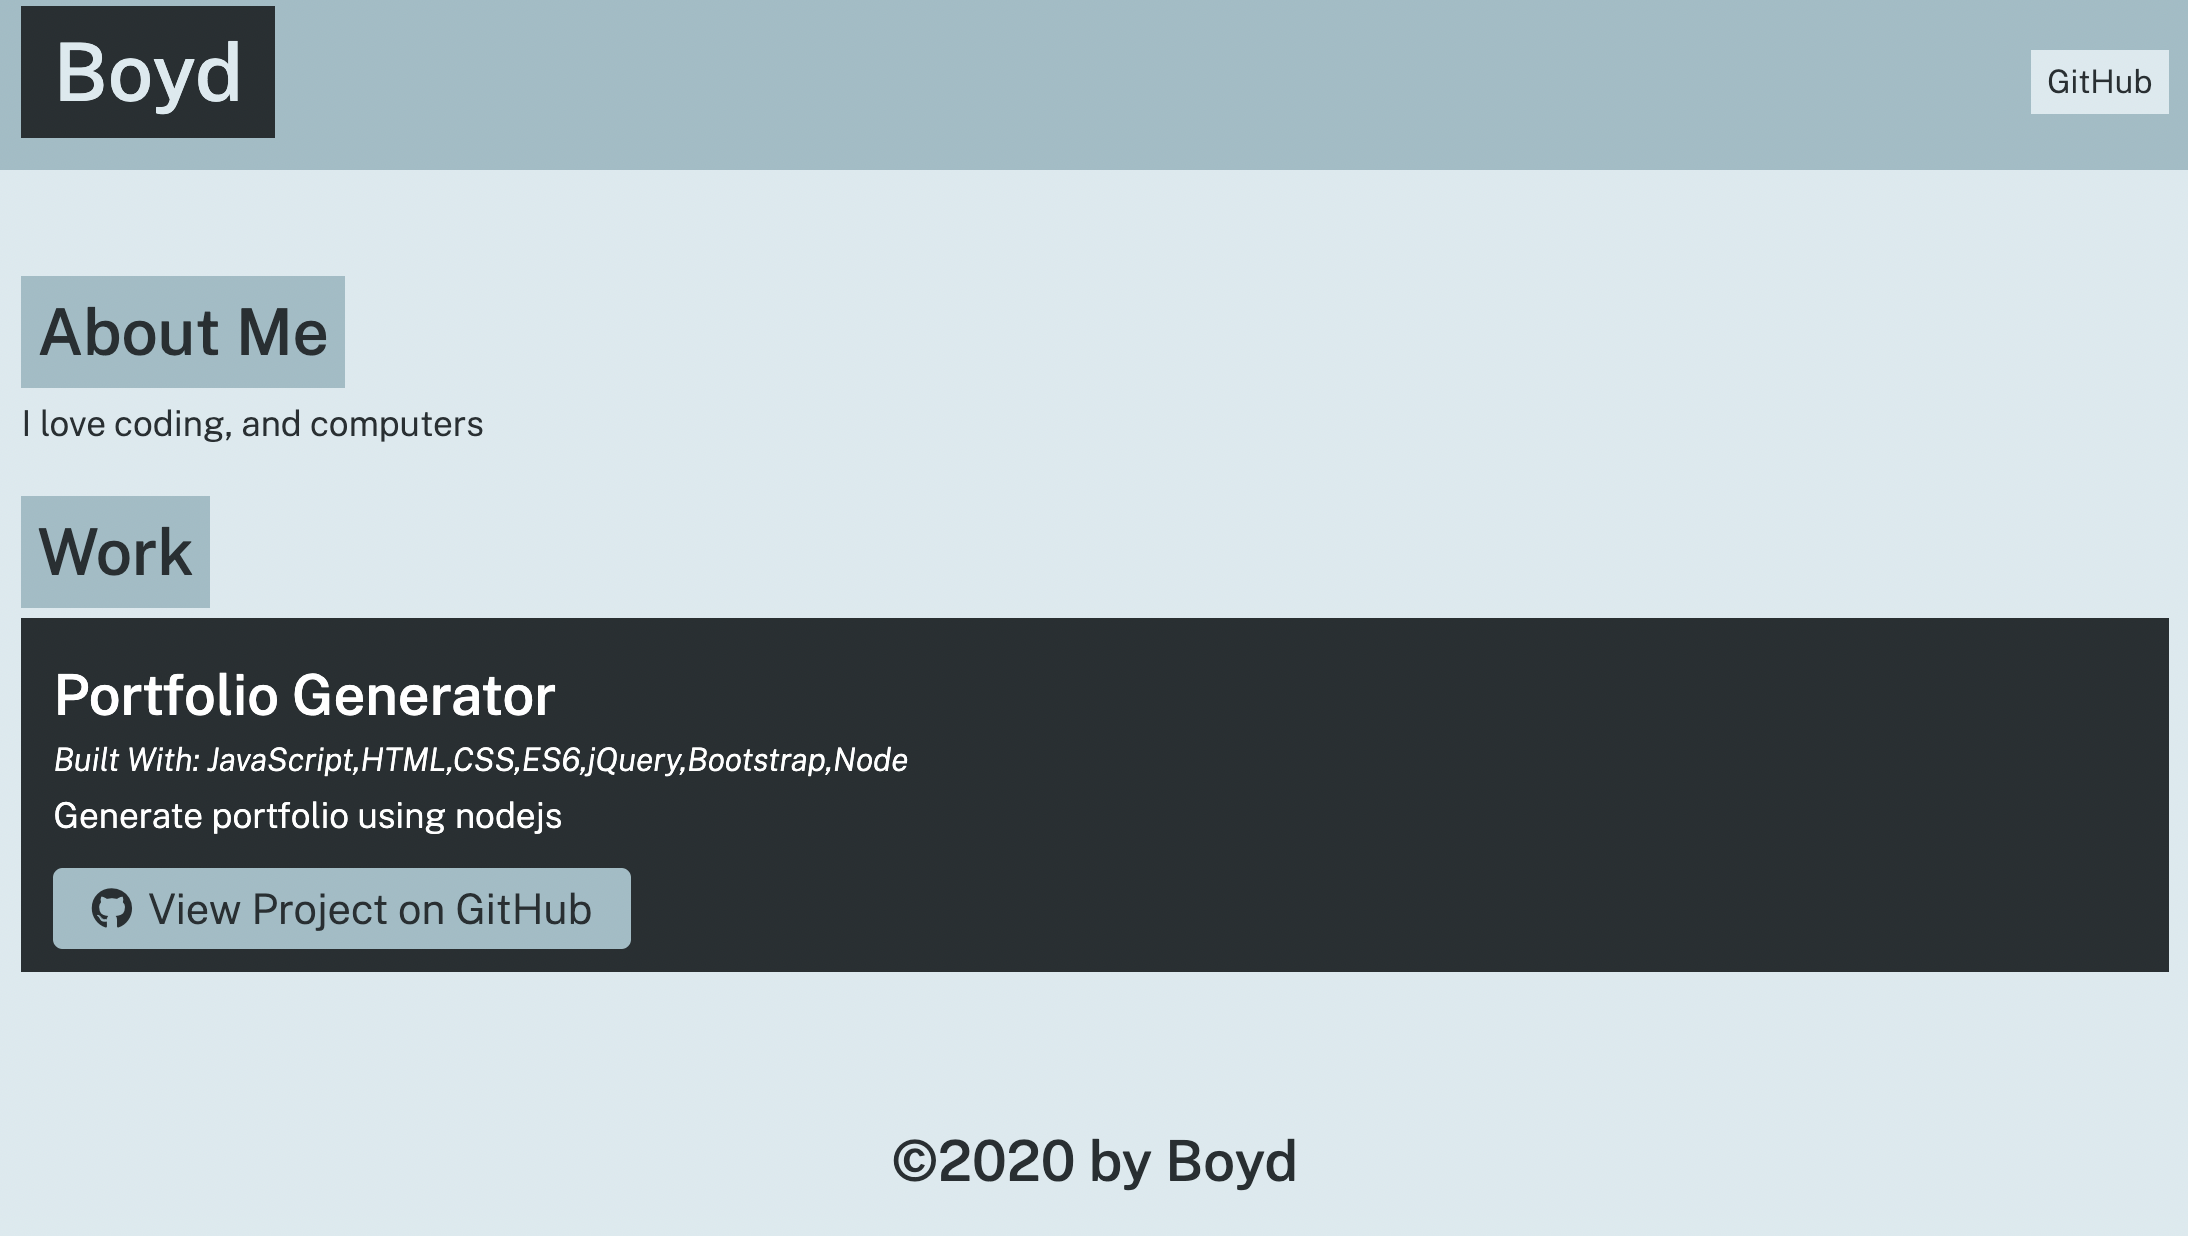 Boyd
GitHub
About Me
I love coding, and computers
Work
Portfolio Generator
Built With: JavaScript,HTML,CSS,ES6,jQuery,Bootstrap,Node
Generate portfolio using nodejs
View Project on GitHub
©2020 by Boyd